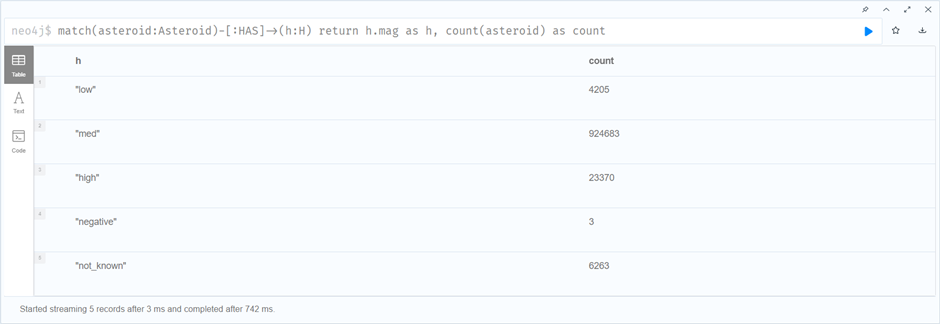 neo4j$ match(asteroid:Asteroid)-[:HAS]->(h:H) return h.mag as h, count(asteroid) as count
Table
Text
Code
h count
1 "low" 4205
2 "med" 924683
3 "high" 23370
4 "negative" 3
5 "not_known" 6263
Started streaming 5 records after 3 ms and completed after 742 ms.